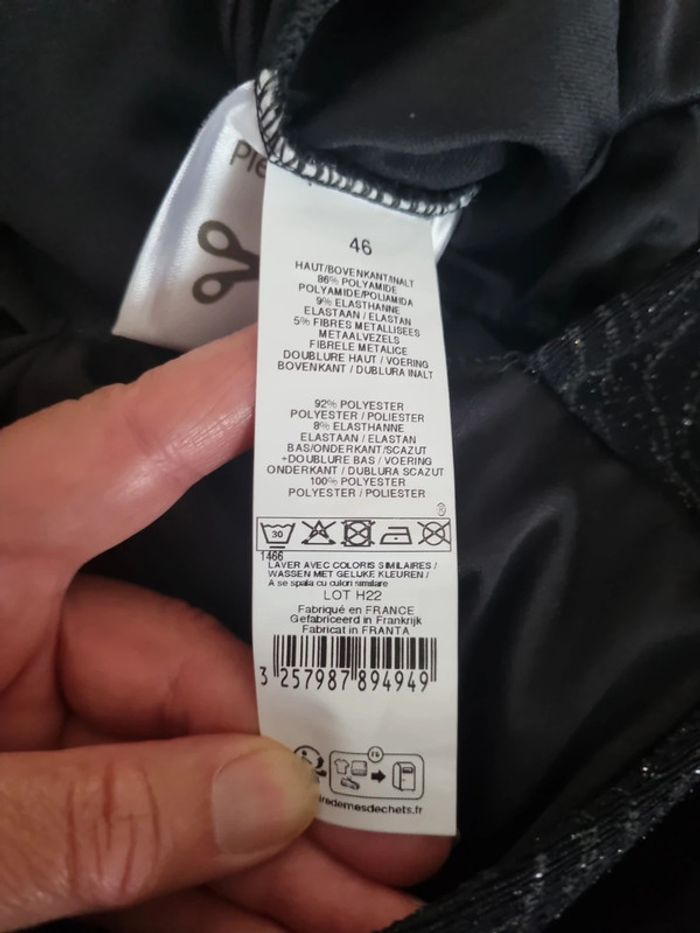 46
HAUT/BOVENKANT/INALT
86% POLYAMIDE
POLYAMIDE/POLIAMIDA
9% ELASTHANNE
ELASTAAN / ELASTAN
5% FIBRES METALLISEES
METAALVEZELS
FIBRELE METALICE
DOUBLURE HAUT / VOERING
BOVENKANT / DUBLURA INALT
92% POLYESTER
POLYESTER / POLIESTER
8% ELASTHANNE
ELASTAAN / ELASTAN
BAS/ONDERKANT/SCAZUT
+DOUBLURE BAS / VOERING
ONDERKANT / DUBLURA SCAZUT
100% POLYESTER
POLYESTER / POLIESTER
®
30
1466
LAVER AVEC COLORIS SIMILAIRES /
WASSEN MET GELIJKE KLEUREN /
A se spala cu culori similare
LOT H22
Fabriqué en FRANCE
Gefabriceerd in Frankrijk
Fabricat in FRANTA
3 257987 894949
FR
iredemesdechets.fr